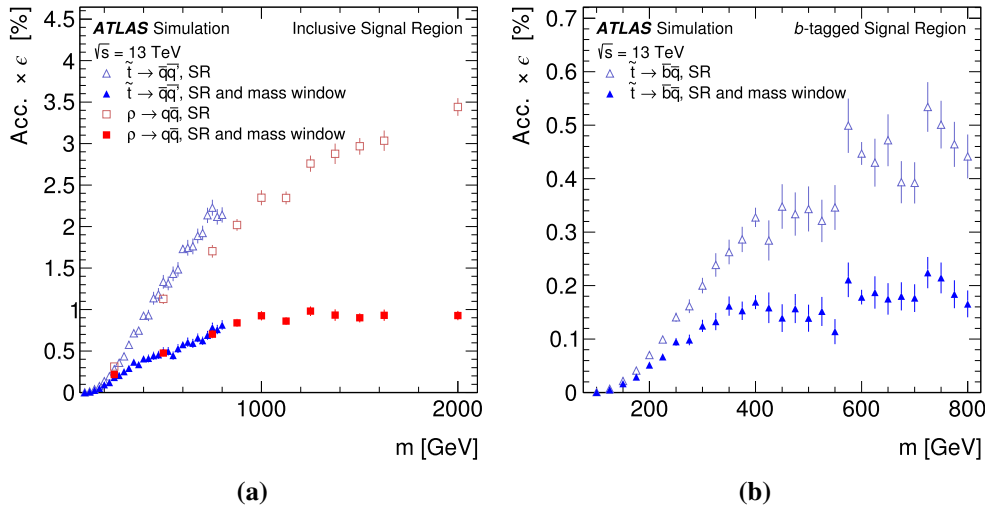 ATLAS Simulation Inclusive Signal Region
√s = 13 TeV
t̃ → q̄q̄', SR
t̃ → q̄q̄', SR and mass window
ρ → qq̄, SR
ρ → qq̄, SR and mass window
Acc. × ε [%]
4.5
4
3.5
3
2.5
2
1.5
1
0.5
0
1000 2000
m [GeV]
(a)
ATLAS Simulation b-tagged Signal Region
√s = 13 TeV
t̃ → b̄q̄, SR
t̃ → b̄q̄, SR and mass window
Acc. × ε [%]
0.7
0.6
0.5
0.4
0.3
0.2
0.1
0
200 400 600 800
m [GeV]
(b)